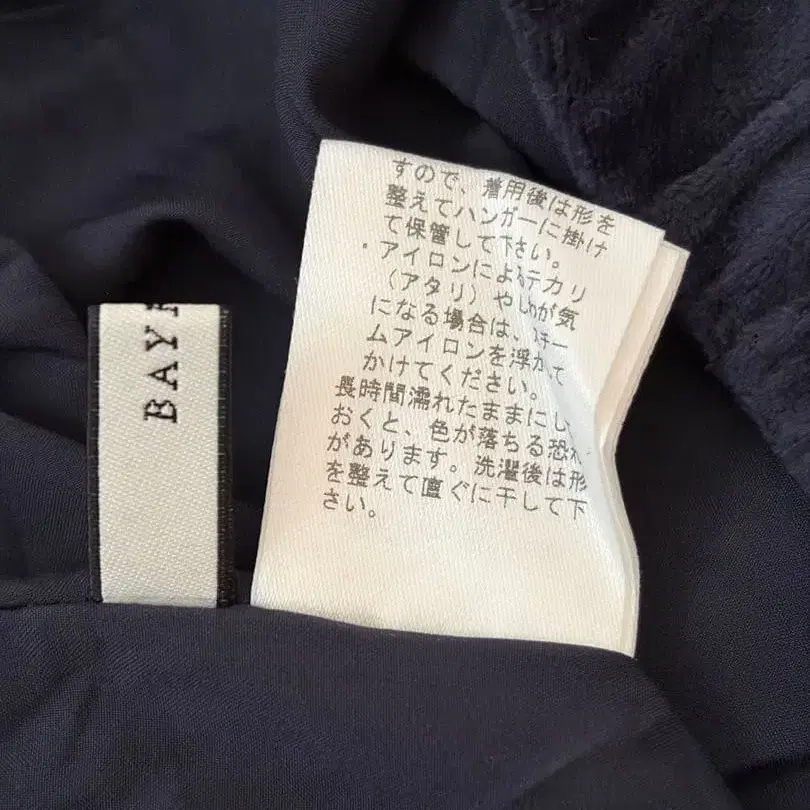 BAY
すので、着用後は形を
整えてハンガーに掛け
て保管して下さい。
・アイロンによるテカリ
（アタリ）やしわが気
になる場合は、スチー
ムアイロンを浮かせて
かけてください。
長時間濡れたままにし
おくと、色が落ちる恐れ
があります。洗濯後は形
を整えて直ぐに干して下
さい。